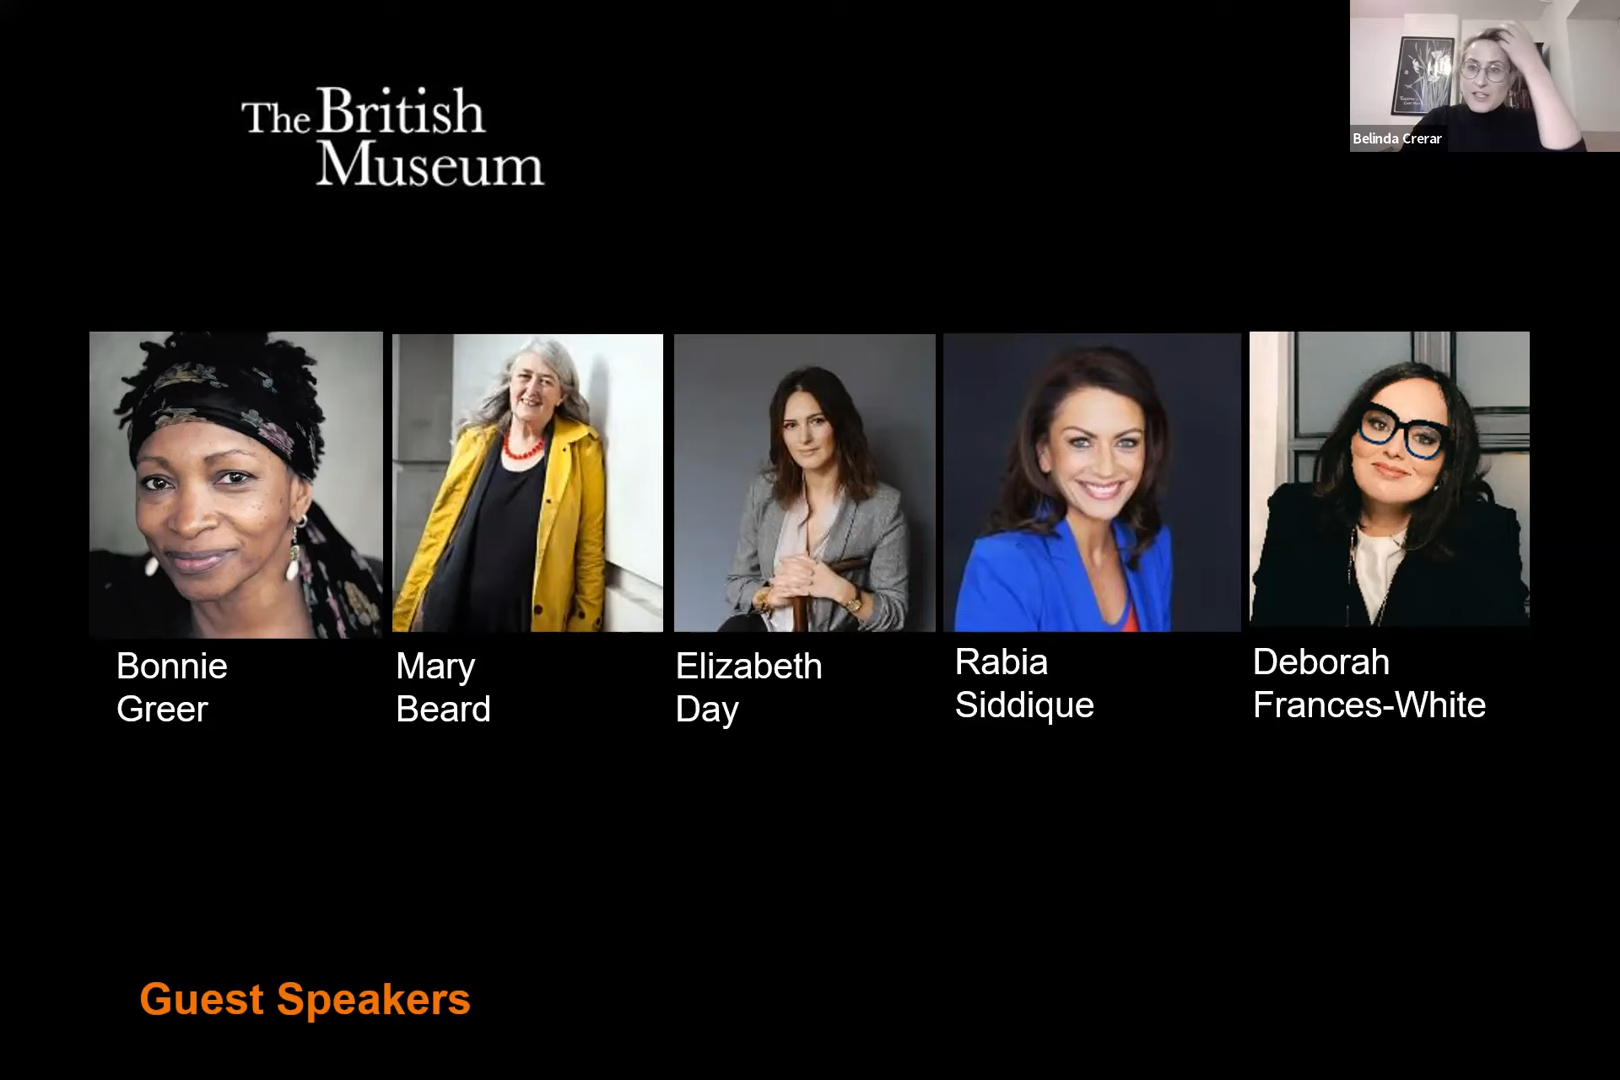 The British
Museum
Belinda Crerar
Bonnie
Greer
Mary
Beard
Elizabeth
Day
Rabia
Siddique
Deborah
Frances-White
Guest Speakers